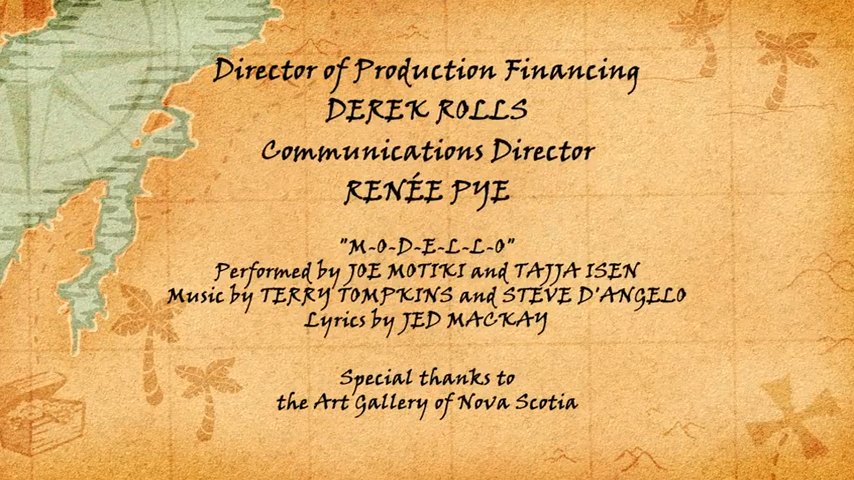 Director of Production Financing
DEREK ROLLS
Communications Director
RENÉE PYE
"M-O-D-E-L-L-O"
Performed by JOE MOTIKI and TAJJA ISEN
Music by TERRY TOMPKINS and STEVE D'ANGELO
Lyrics by JED MACKAY
Special thanks to
the Art Gallery of Nova Scotia